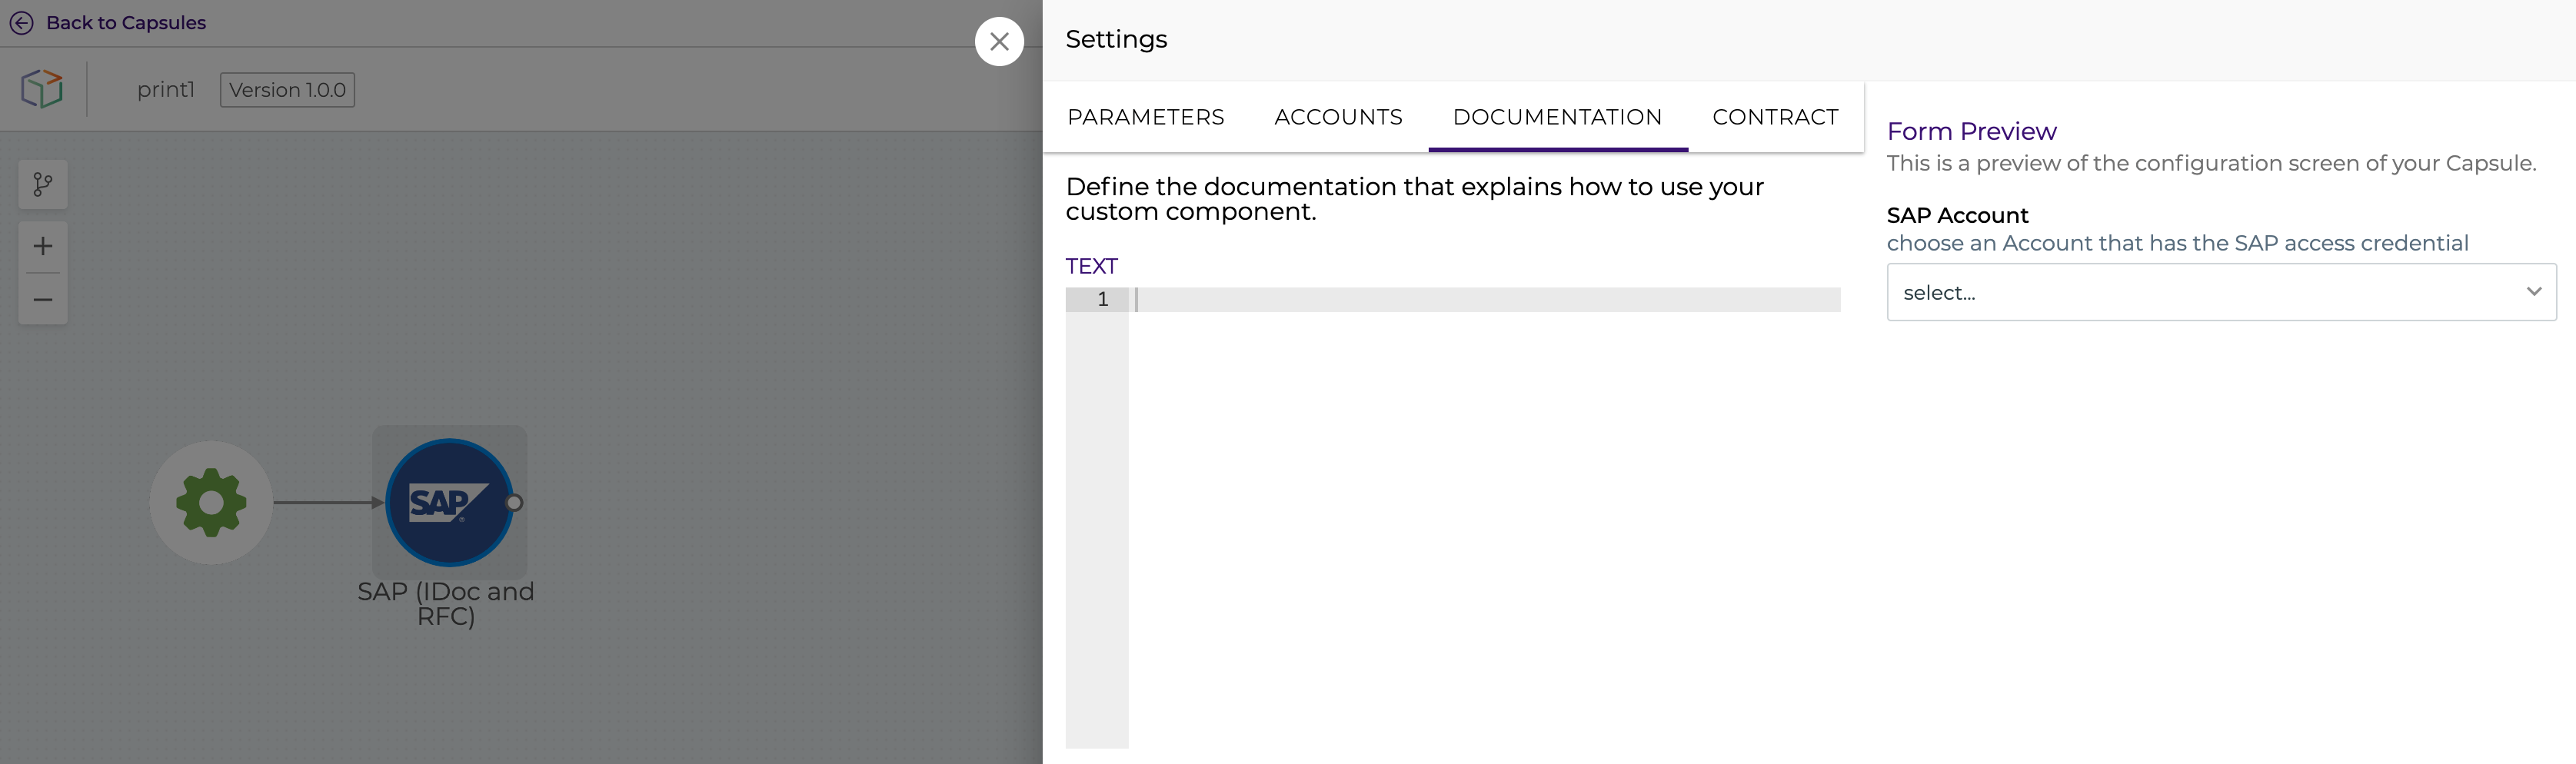 Back to Capsules
print1
Version 1.0.0
SAP
®
SAP (IDoc and
RFC)
Settings
PARAMETERS
ACCOUNTS
DOCUMENTATION
CONTRACT
Define the documentation that explains how to use your
custom component.
TEXT
1
Form Preview
This is a preview of the configuration screen of your Capsule.
SAP Account
choose an Account that has the SAP access credential
select...